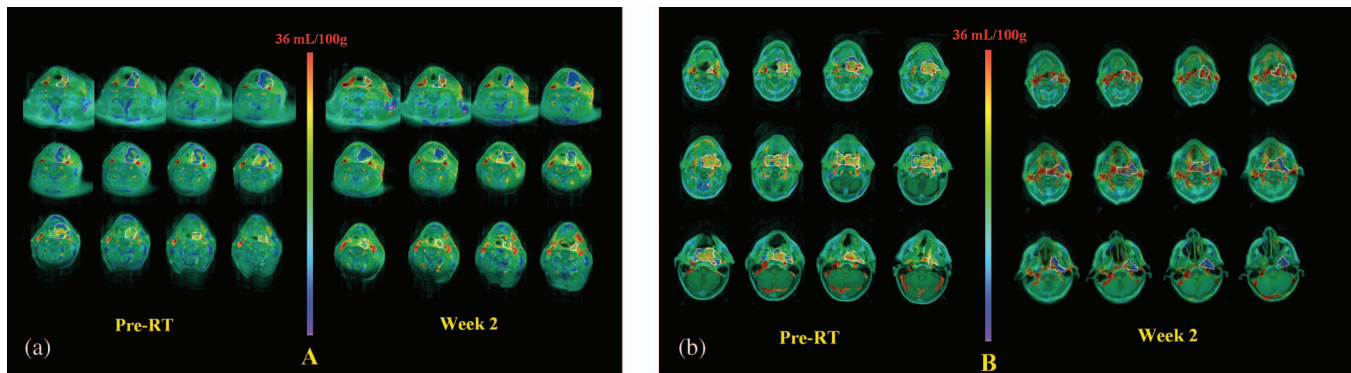 36 mL/100g
Pre-RT
Week 2
(a)
A
36 mL/100g
Pre-RT
Week 2
(b)
B